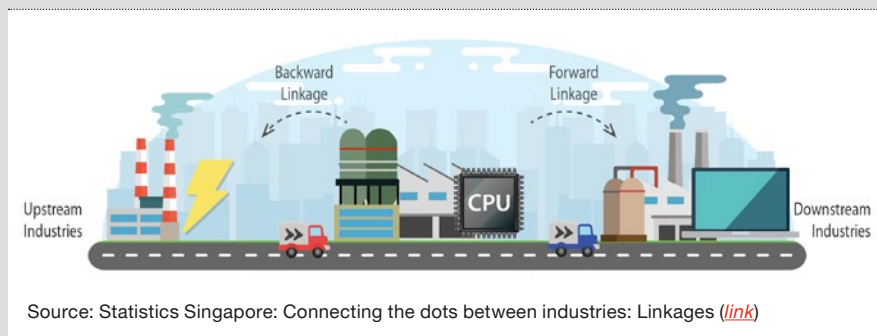 Backward
Linkage
Forward
Linkage
CPU
Upstream
Industries
Downstream
Industries
Source: Statistics Singapore: Connecting the dots between industries: Linkages (link)